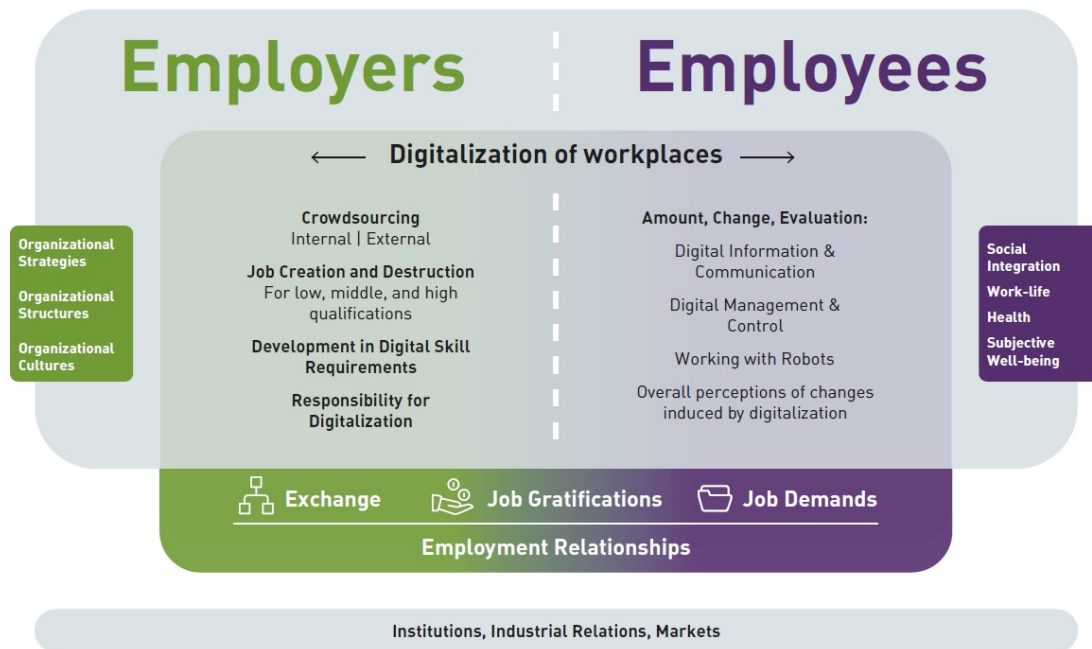 Employers
Employees
Digitalization of workplaces
Organizational
Strategies
Organizational
Structures
Organizational
Cultures
Crowdsourcing
Internal | External
Job Creation and Destruction
For low, middle, and high
qualifications
Development in Digital Skill
Requirements
Responsibility for
Digitalization
Amount, Change, Evaluation:
Digital Information &
Communication
Digital Management &
Control
Working with Robots
Overall perceptions of changes
induced by digitalization
Social
Integration
Work-life
Health
Subjective
Well-being
Exchange
Job Gratifications
Job Demands
Employment Relationships
Institutions, Industrial Relations, Markets